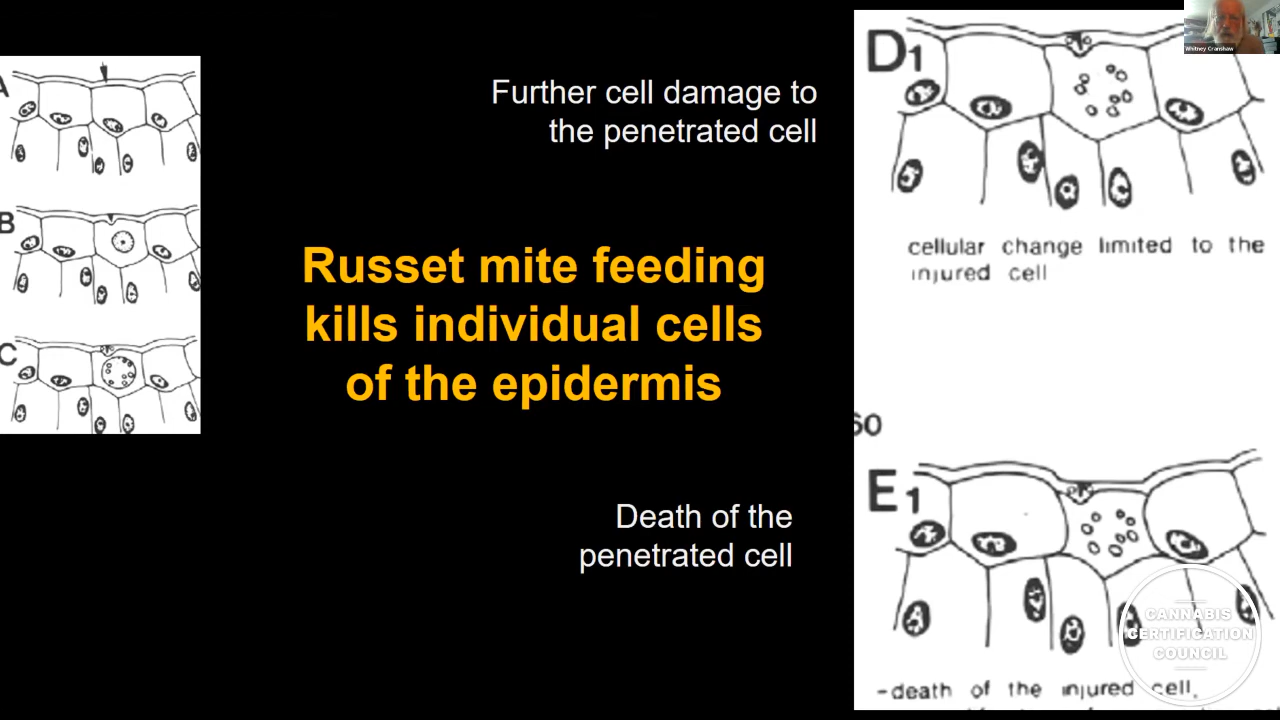 A
B
C
Further cell damage to
the penetrated cell
Russet mite feeding
kills individual cells
of the epidermis
Death of the
penetrated cell
D1
cellular change limited to the
injured cell
60
E1
-death of the injured cell,
Whitney Cranshaw
CANNABIS
CERTIFICATION
COUNCIL